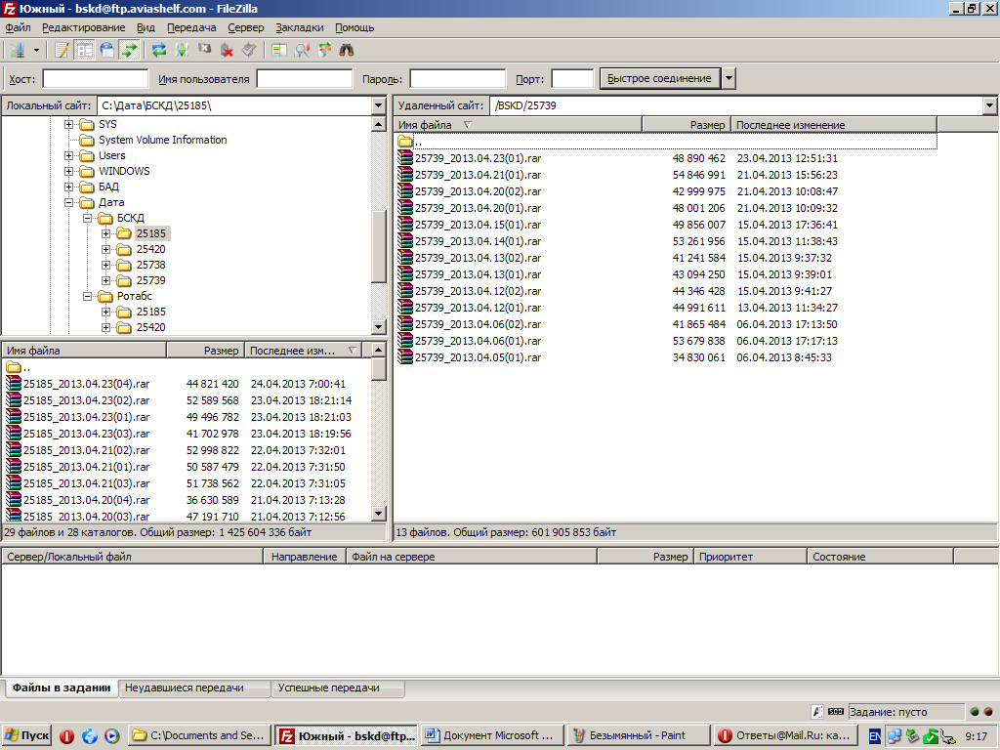 Южный - bskd@ftp.aviashelf.com - FileZilla
Файл Редактирование Вид Передача Сервер Закладки Помощь
Хост: Имя пользователя Пароль: Порт: Быстрое соединение
Локальный сайт: C:\Дата\БСКД\25185\
SYS
System Volume Information
Users
WINDOWS
БАД
Дата
БСКД
25185
25420
25738
25739
Ротабс
25185
25420
Имя файла Размер Последнее изм...
..
25185_2013.04.23(04).rar 44 821 420 24.04.2013 7:00:41
25185_2013.04.23(02).rar 52 589 568 23.04.2013 18:21:14
25185_2013.04.23(01).rar 49 496 782 23.04.2013 18:21:03
25185_2013.04.23(03).rar 41 702 978 23.04.2013 18:19:56
25185_2013.04.21(02).rar 52 998 822 22.04.2013 7:32:01
25185_2013.04.21(01).rar 50 587 479 22.04.2013 7:31:50
25185_2013.04.21(03).rar 51 738 562 22.04.2013 7:31:05
25185_2013.04.20(04).rar 36 630 589 21.04.2013 7:13:28
25185_2013.04.20(03).rar 47 191 710 21.04.2013 7:12:56
29 файлов и 28 каталогов. Общий размер: 1 425 604 336 байт
Удаленный сайт: /BSKD/25739
Имя файла Размер Последнее изменение
..
25739_2013.04.23(01).rar 48 890 462 23.04.2013 12:51:31
25739_2013.04.21(01).rar 54 846 991 21.04.2013 15:56:23
25739_2013.04.20(02).rar 42 999 975 21.04.2013 10:08:47
25739_2013.04.20(01).rar 48 001 206 21.04.2013 10:09:32
25739_2013.04.15(01).rar 49 856 007 15.04.2013 17:36:41
25739_2013.04.14(01).rar 53 261 956 15.04.2013 11:38:43
25739_2013.04.13(02).rar 41 241 584 15.04.2013 9:37:32
25739_2013.04.13(01).rar 43 094 250 15.04.2013 9:39:01
25739_2013.04.12(02).rar 44 346 428 15.04.2013 9:41:27
25739_2013.04.12(01).rar 44 991 611 13.04.2013 11:34:27
25739_2013.04.06(02).rar 41 865 484 06.04.2013 17:13:50
25739_2013.04.06(01).rar 53 679 838 06.04.2013 17:17:13
25739_2013.04.05(01).rar 34 830 061 06.04.2013 8:45:33
13 файлов. Общий размер: 601 905 853 байт
Сервер/Локальный файл Направление Файл на сервере Размер Приоритет Состояние
Файлы в задании Неудавшиеся передачи Успешные передачи
Задание: пусто
Пуск C:\Documents and Se... Южный - bskd@ftp... Документ Microsoft ... Безымянный - Paint Ответы@Mail.Ru: ка... EN 9:17